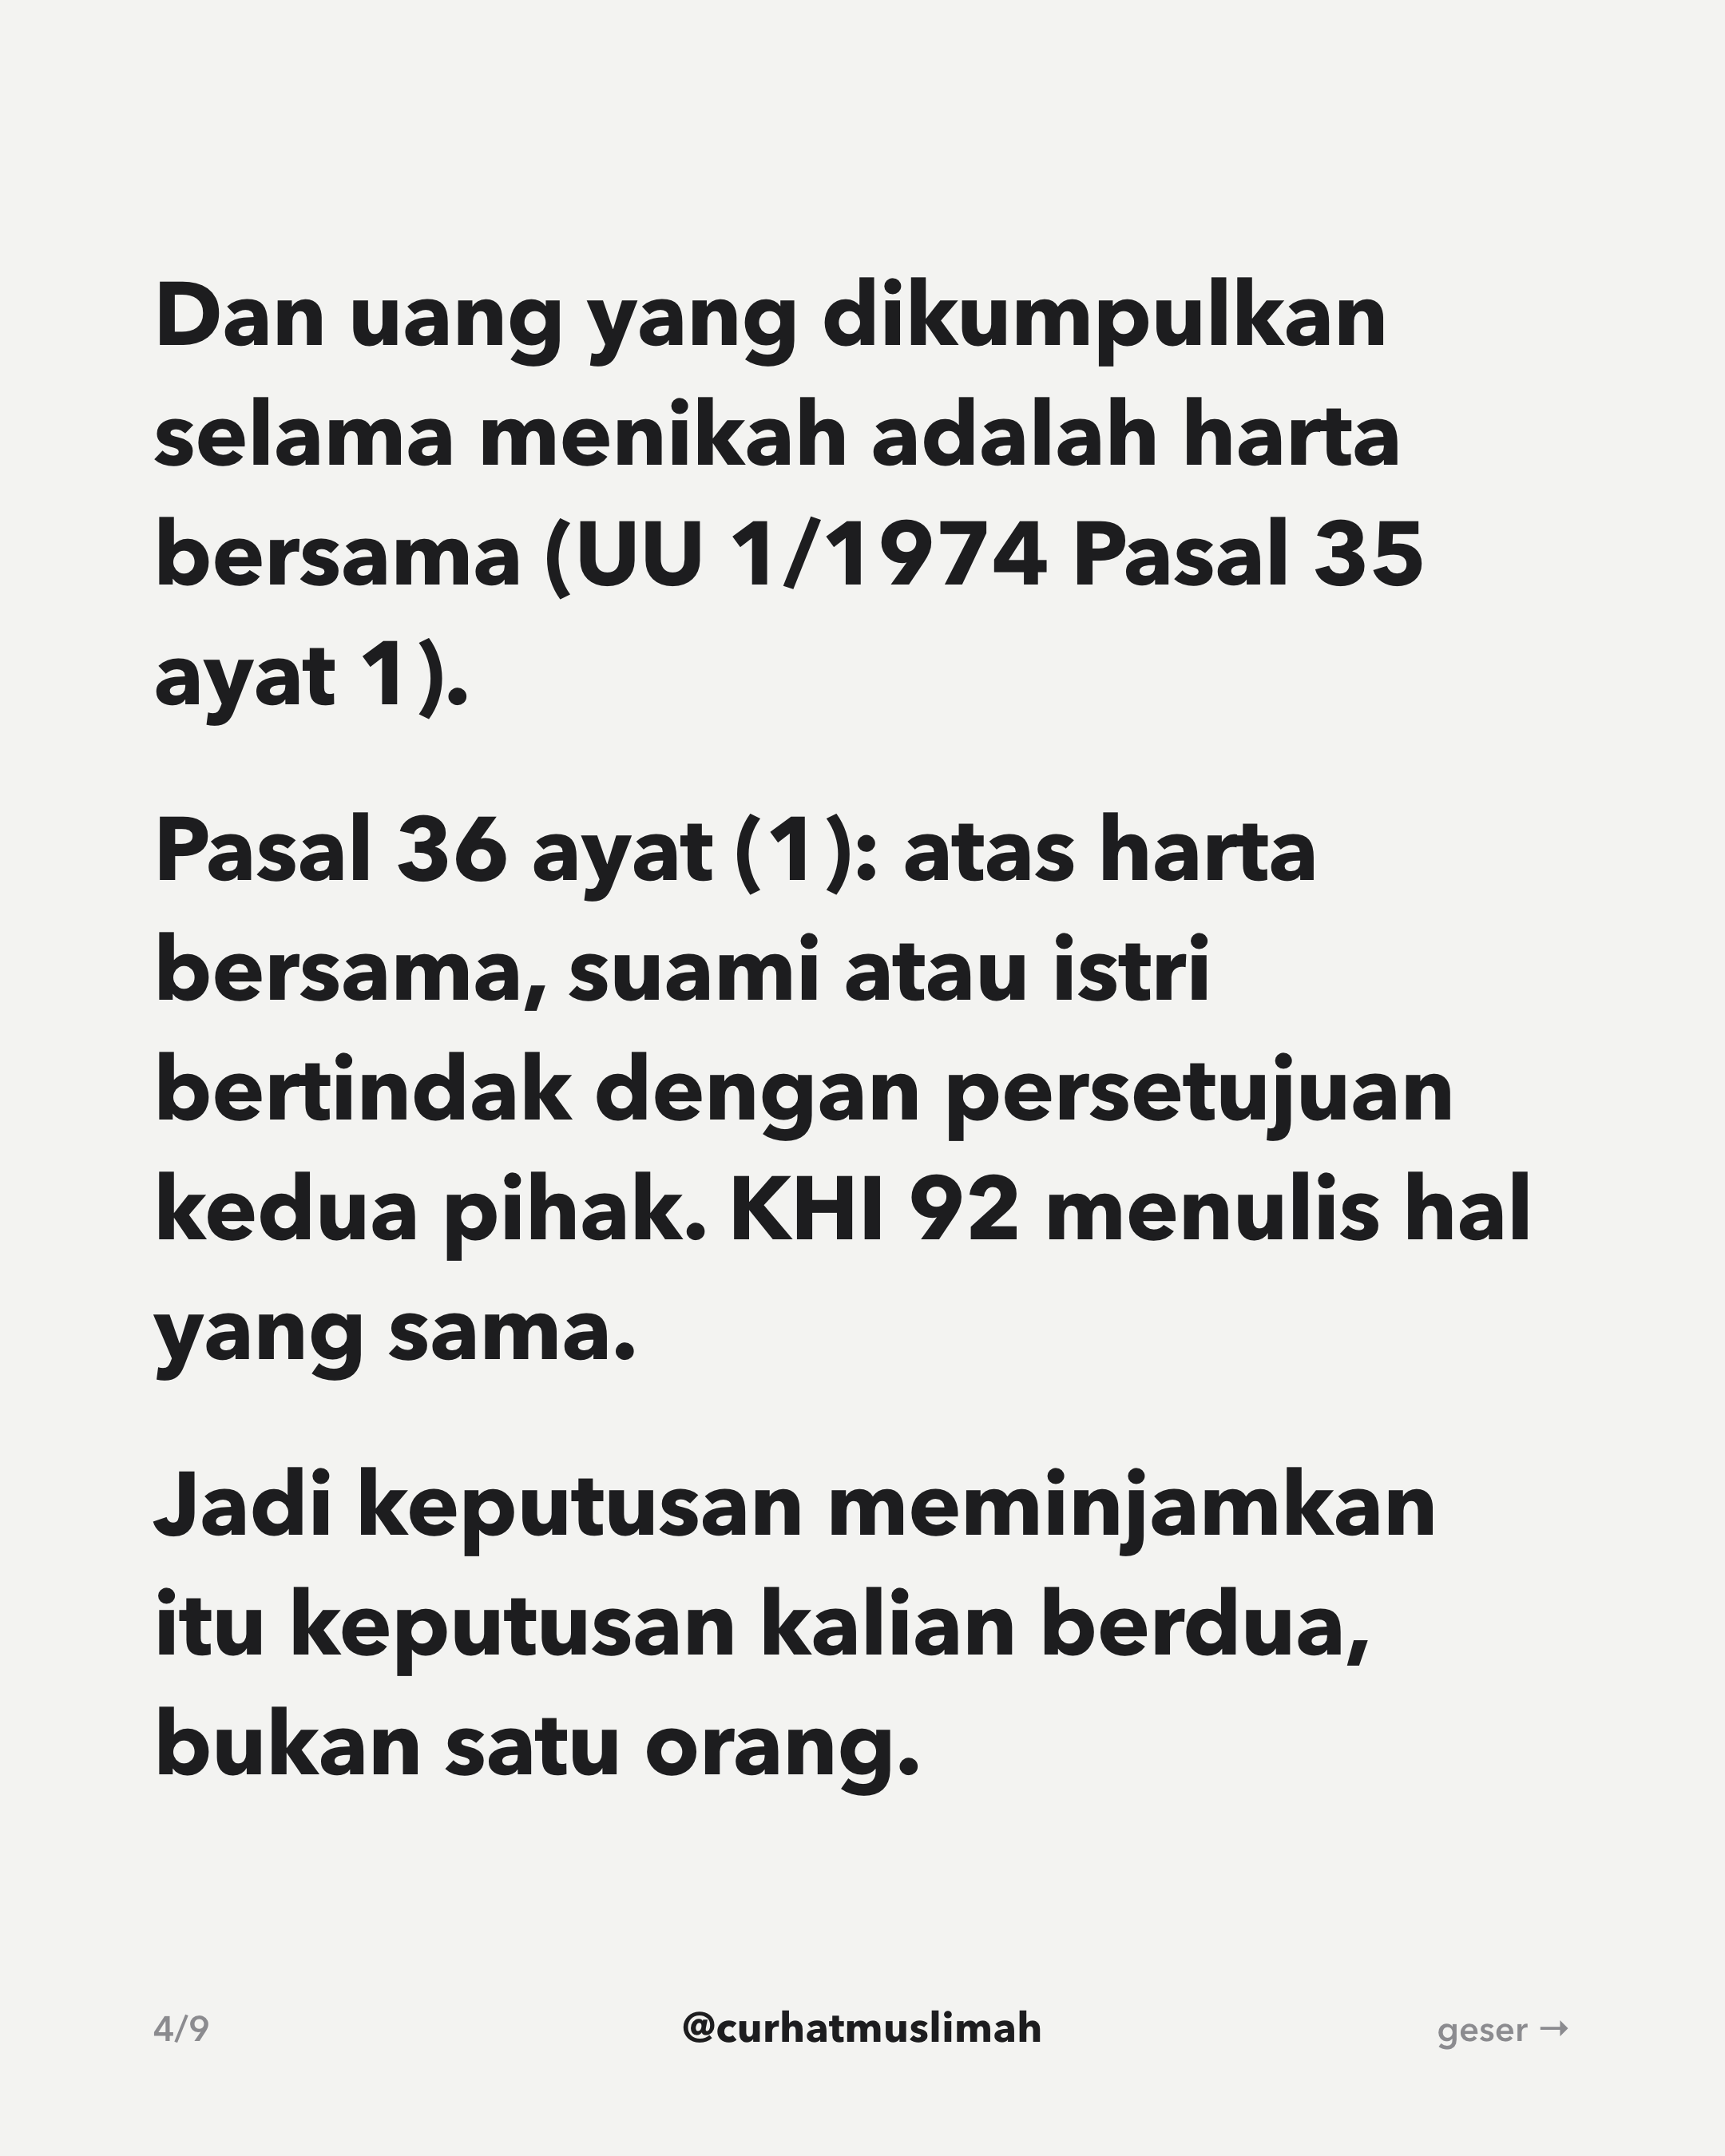 Dan uang yang dikumpulkan
selama menikah adalah harta
bersama (UU 1/1974 Pasal 35
ayat 1).
Pasal 36 ayat (1): atas harta
bersama, suami atau istri
bertindak dengan persetujuan
kedua pihak. KHI 92 menulis hal
yang sama.
Jadi keputusan meminjamkan
itu keputusan kalian berdua,
bukan satu orang.
4/9
@curhatmuslimah
geser →